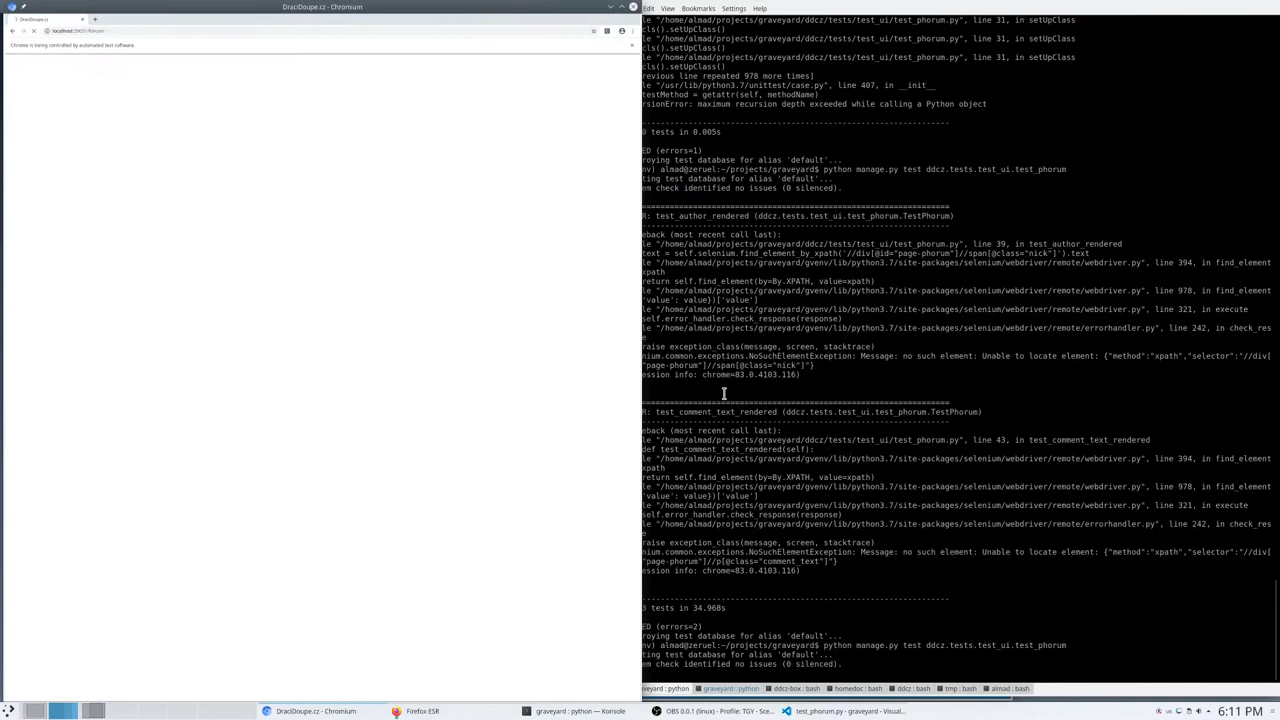 DraciDoupe.cz - Chromium
DraciDoupe.cz
localhost:39031/forum/
Chrome is being controlled by automated test software.
Edit View Bookmarks Settings Help
le "/home/almad/projects/graveyard/ddcz/tests/test_ui/test_phorum.py", line 31, in setUpClass
cls().setUpClass()
le "/home/almad/projects/graveyard/ddcz/tests/test_ui/test_phorum.py", line 31, in setUpClass
cls().setUpClass()
le "/home/almad/projects/graveyard/ddcz/tests/test_ui/test_phorum.py", line 31, in setUpClass
cls().setUpClass()
revious line repeated 978 more times]
le "/usr/lib/python3.7/unittest/case.py", line 407, in __init__
testMethod = getattr(self, methodName)
rsionError: maximum recursion depth exceeded while calling a Python object
----------------------------------------------------------------------
0 tests in 0.005s
ED (errors=1)
roying test database for alias 'default'...
nv) almad@zeruel:~/projects/graveyard$ python manage.py test ddcz.tests.test_ui.test_phorum
ting test database for alias 'default'...
em check identified no issues (0 silenced).
======================================================================
R: test_author_rendered (ddcz.tests.test_ui.test_phorum.TestPhorum)
----------------------------------------------------------------------
eback (most recent call last):
le "/home/almad/projects/graveyard/ddcz/tests/test_ui/test_phorum.py", line 39, in test_author_rendered
text = self.selenium.find_element_by_xpath('//div[@id="page-phorum"]//span[@class="nick"]').text
le "/home/almad/projects/graveyard/gvenv/lib/python3.7/site-packages/selenium/webdriver/remote/webdriver.py", line 394, in find_element
xpath
return self.find_element(by=By.XPATH, value=xpath)
le "/home/almad/projects/graveyard/gvenv/lib/python3.7/site-packages/selenium/webdriver/remote/webdriver.py", line 978, in find_element
'value': value})['value']
le "/home/almad/projects/graveyard/gvenv/lib/python3.7/site-packages/selenium/webdriver/remote/webdriver.py", line 321, in execute
self.error_handler.check_response(response)
le "/home/almad/projects/graveyard/gvenv/lib/python3.7/site-packages/selenium/webdriver/remote/errorhandler.py", line 242, in check_res
e
raise exception_class(message, screen, stacktrace)
nium.common.exceptions.NoSuchElementException: Message: no such element: Unable to locate element: {"method":"xpath","selector":"//div[
"page-phorum"]//span[@class="nick"]"}
ession info: chrome=83.0.4103.116)
======================================================================
R: test_comment_text_rendered (ddcz.tests.test_ui.test_phorum.TestPhorum)
----------------------------------------------------------------------
eback (most recent call last):
le "/home/almad/projects/graveyard/ddcz/tests/test_ui/test_phorum.py", line 43, in test_comment_text_rendered
def test_comment_text_rendered(self):
le "/home/almad/projects/graveyard/gvenv/lib/python3.7/site-packages/selenium/webdriver/remote/webdriver.py", line 394, in find_element
xpath
return self.find_element(by=By.XPATH, value=xpath)
le "/home/almad/projects/graveyard/gvenv/lib/python3.7/site-packages/selenium/webdriver/remote/webdriver.py", line 978, in find_element
'value': value})['value']
le "/home/almad/projects/graveyard/gvenv/lib/python3.7/site-packages/selenium/webdriver/remote/webdriver.py", line 321, in execute
self.error_handler.check_response(response)
le "/home/almad/projects/graveyard/gvenv/lib/python3.7/site-packages/selenium/webdriver/remote/errorhandler.py", line 242, in check_res
e
raise exception_class(message, screen, stacktrace)
nium.common.exceptions.NoSuchElementException: Message: no such element: Unable to locate element: {"method":"xpath","selector":"//div[
"page-phorum"]//p[@class="comment_text"]"}
ession info: chrome=83.0.4103.116)
----------------------------------------------------------------------
3 tests in 34.968s
ED (errors=2)
roying test database for alias 'default'...
nv) almad@zeruel:~/projects/graveyard$ python manage.py test ddcz.tests.test_ui.test_phorum
ting test database for alias 'default'...
em check identified no issues (0 silenced).
veyard : python graveyard : python ddcz-box : bash homedoc : bash ddcz : bash tmp : bash almad : bash
DraciDoupe.cz - Chromium Firefox ESR graveyard : python — Konsole OBS 0.0.1 (linux) - Profile: TGY - Sce... test_phorum.py - graveyard - Visual... 6:11 PM